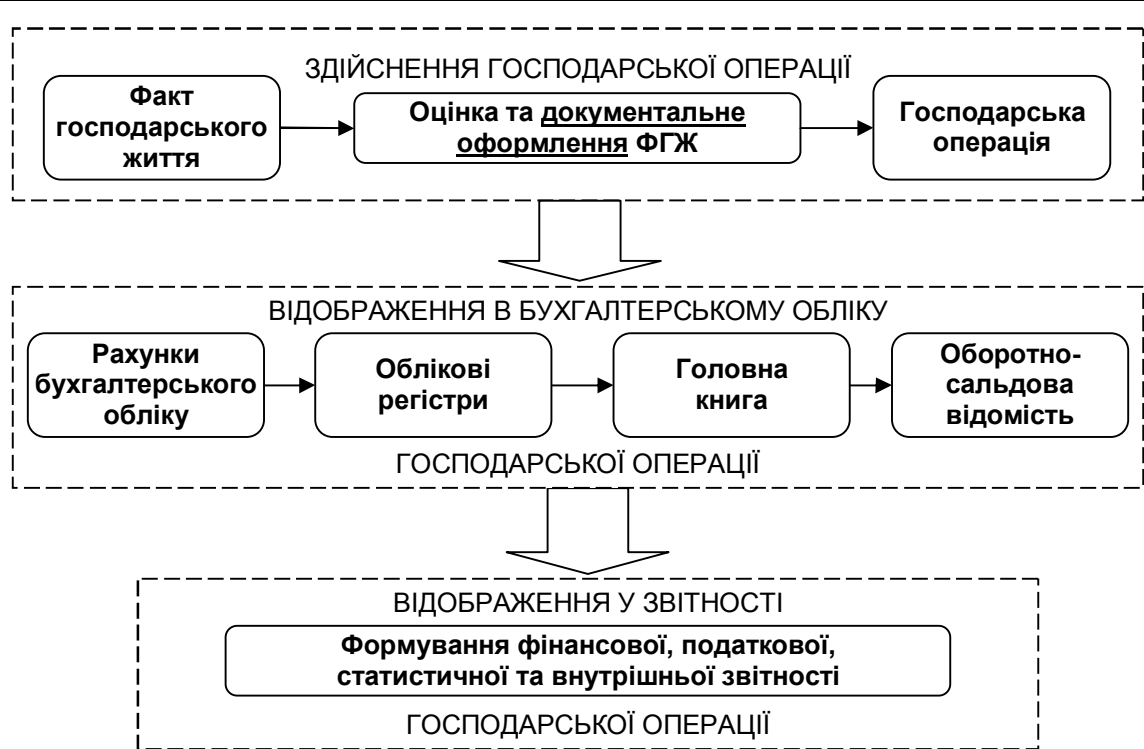 ЗДІЙСНЕННЯ ГОСПОДАРСЬКОЇ ОПЕРАЦІЇ
Факт
господарського
життя
Оцінка та документальне
оформлення ФГЖ
Господарська
операція
ВІДОБРАЖЕННЯ В БУХГАЛТЕРСЬКОМУ ОБЛІКУ
Рахунки
бухгалтерського
обліку
Облікові
регістри
Головна
книга
Оборотно-
сальдова
відомість
ГОСПОДАРСЬКОЇ ОПЕРАЦІЇ
ВІДОБРАЖЕННЯ У ЗВІТНОСТІ
Формування фінансової, податкової,
статистичної та внутрішньої звітності
ГОСПОДАРСЬКОЇ ОПЕРАЦІЇ